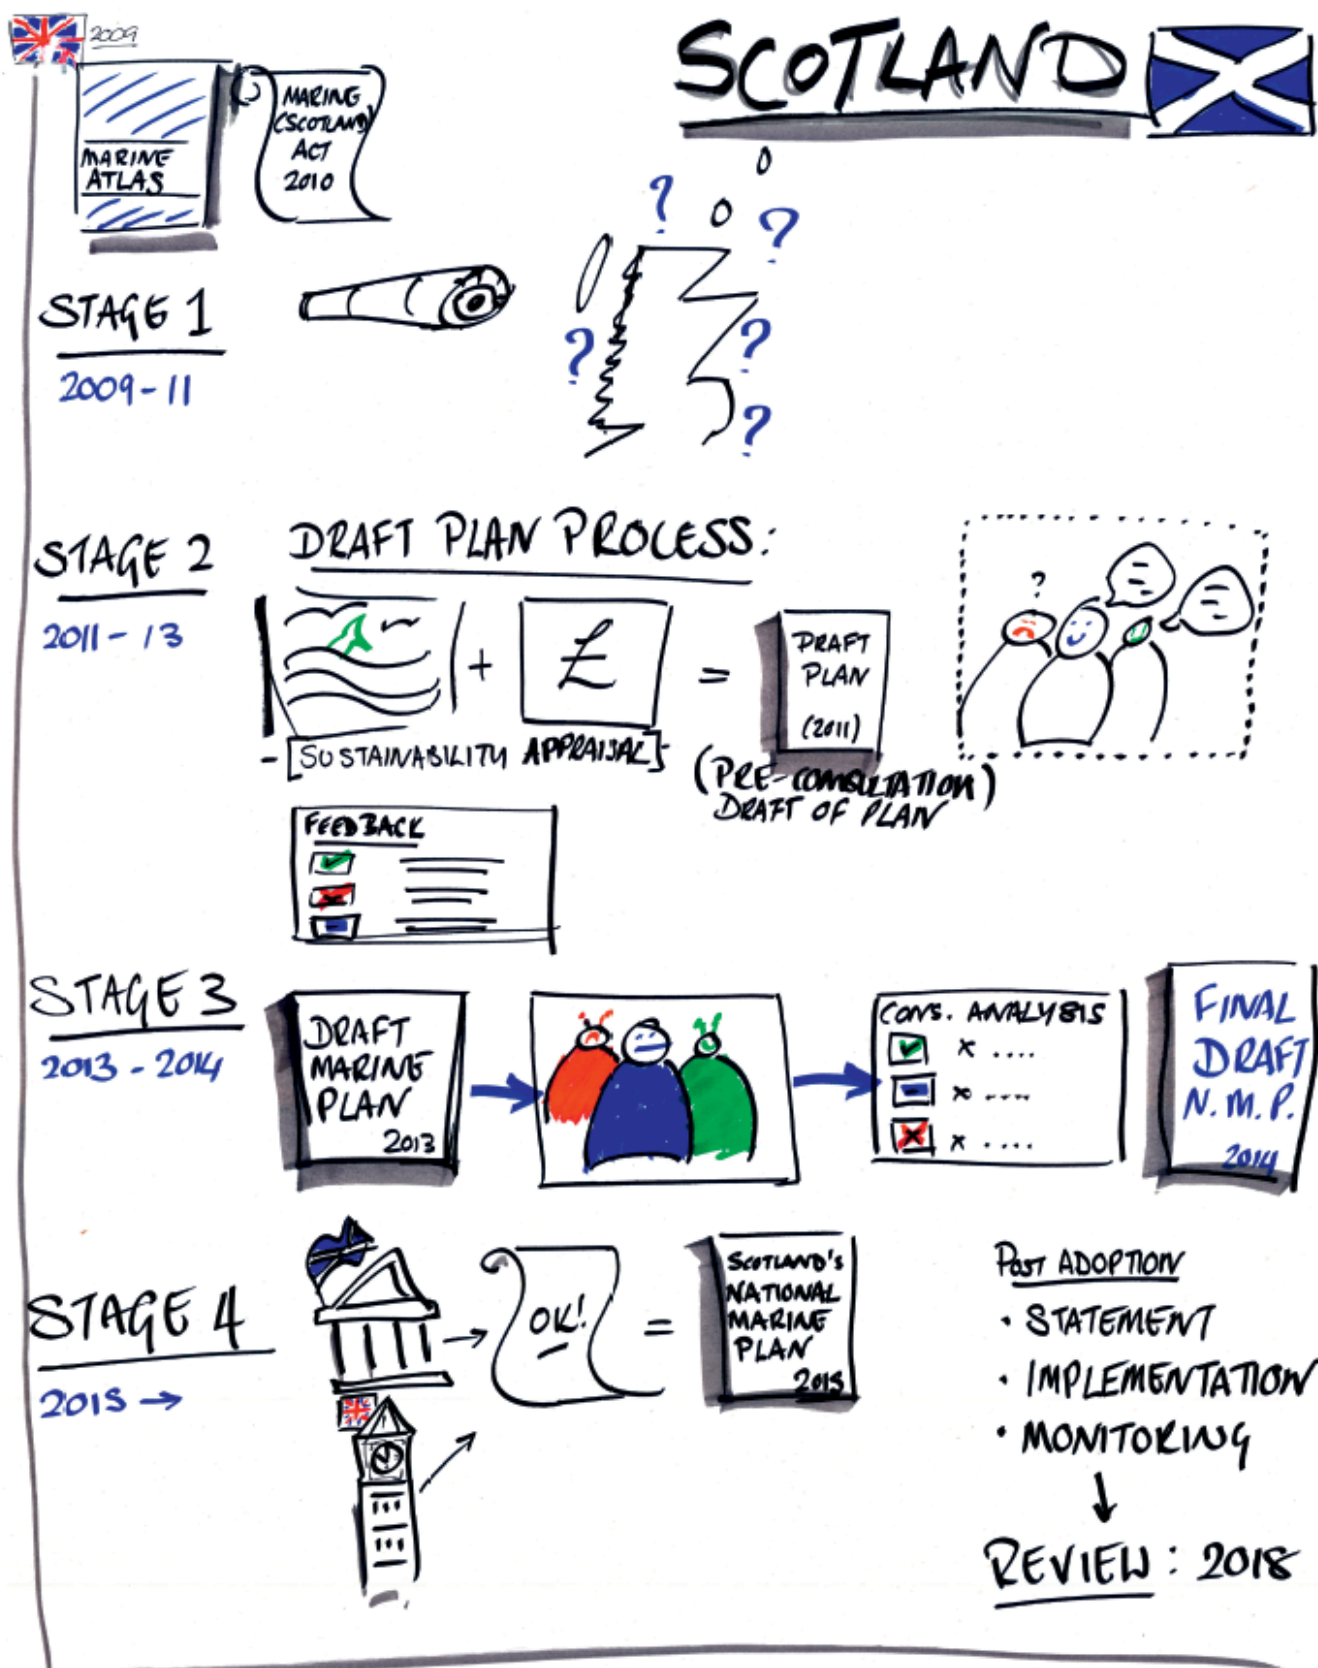 2009
SCOTLAND
MARINE
ATLAS
MARINE
(SCOTLAND)
ACT
2010
? ? ? ? ?
STAGE 1
2009-11
STAGE 2
2011-13
DRAFT PLAN PROCESS:
+
£
=
DRAFT
PLAN
(2011)
?
- [SUSTAINABILITY APPRAISAL] -
(PRE-CONSULTATION)
DRAFT OF PLAN
FEEDBACK
STAGE 3
2013 - 2014
DRAFT
MARINE
PLAN
2013
CONS. ANALYSIS
x ....
x ....
x ....
FINAL
DRAFT
N.M.P.
2014
STAGE 4
2015 →
→
OK!
=
SCOTLAND'S
NATIONAL
MARINE
PLAN
2015
POST ADOPTION
· STATEMENT
· IMPLEMENTATION
· MONITORING
↓
REVIEW : 2018